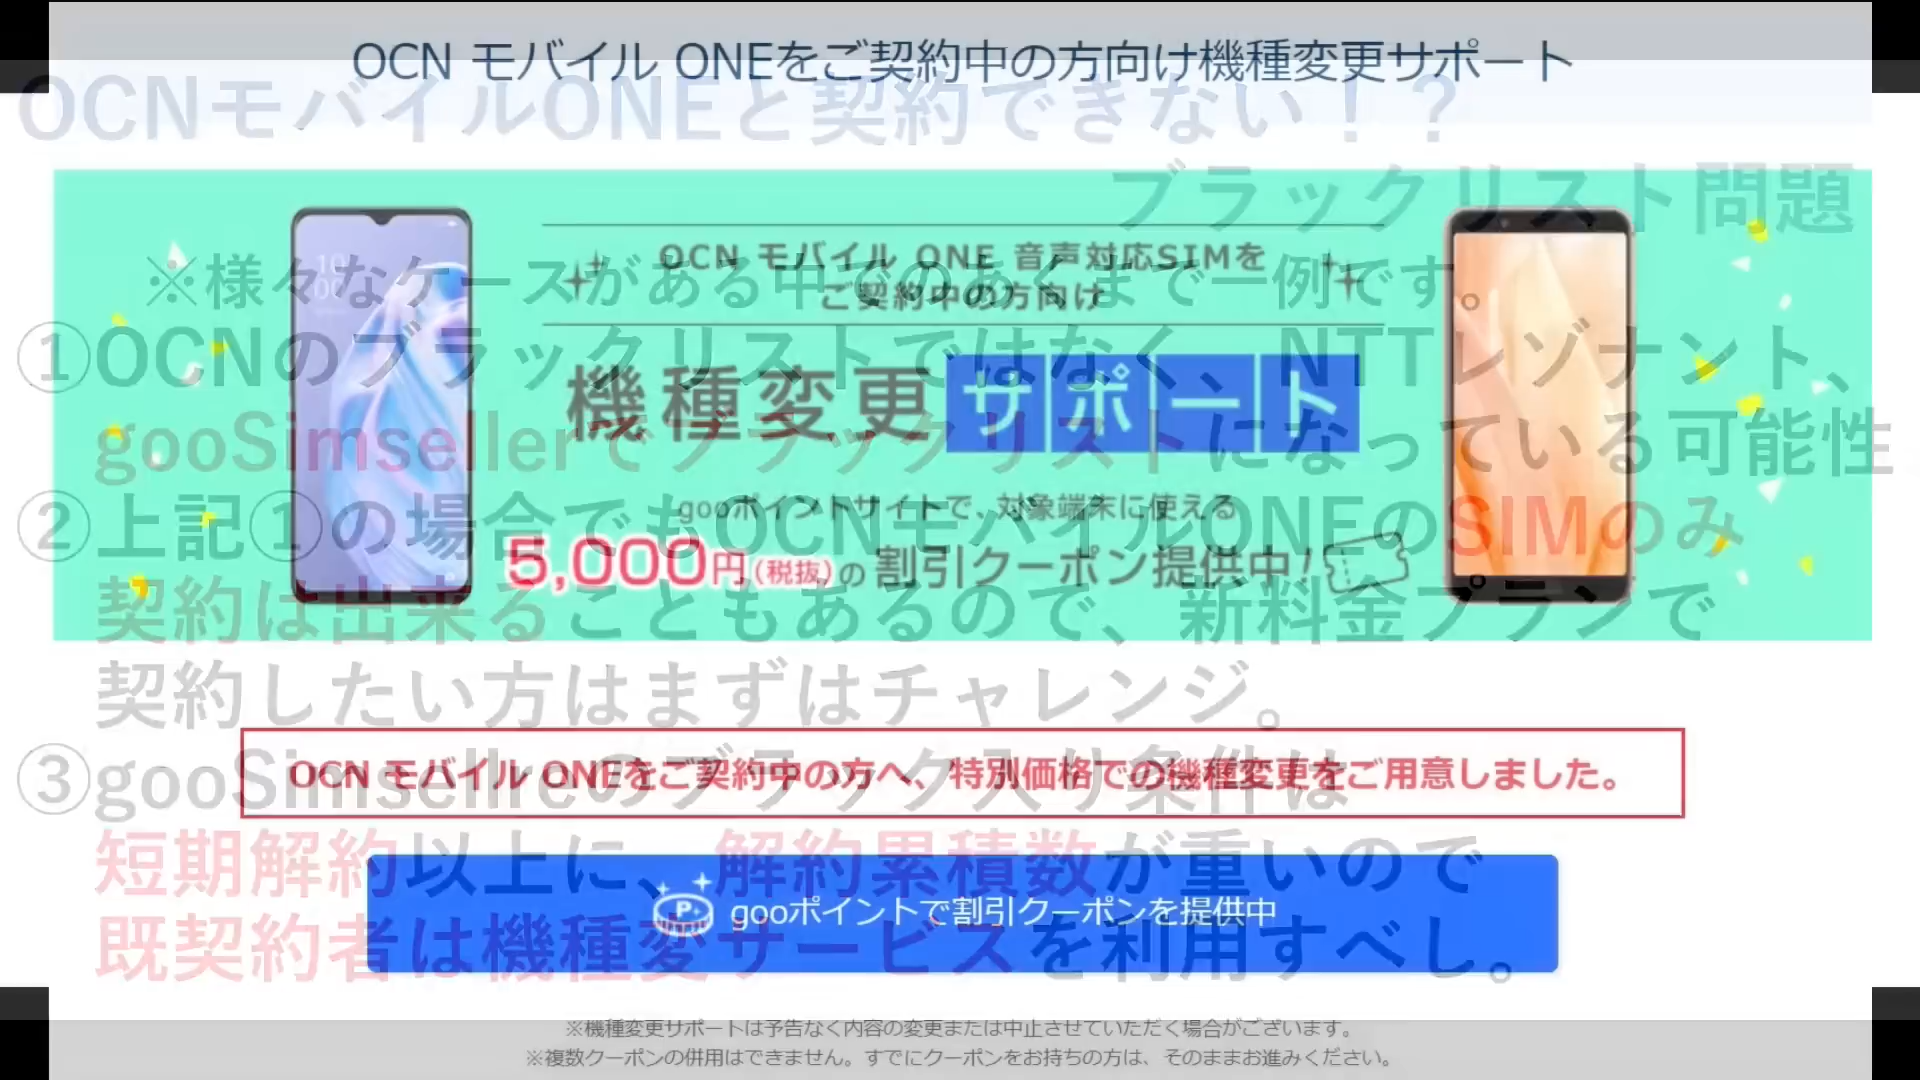 OCN モバイル ONEをご契約中の方向け機種変更サポート
OCNモバイルONEと契約できない！？
ブラックリスト問題
OCN モバイル ONE 音声対応SIMを
ご契約中の方向け
※様々なケースがある中でのあくまで一例です。
①OCNのブラックリストではなく、NTTレゾナント、
gooSimsellerでブラックリストになっている可能性
機種変更サポート
②上記①の場合でもOCNモバイルONEのSIMのみ
gooポイントサイトで、対象端末に使える
5,000円(税抜)の割引クーポン提供中!
契約は出来ることもあるので、新料金プランで
契約したい方はまずはチャレンジ。
③gooSimsellreのブラック入り条件は
OCN モバイル ONEをご契約中の方へ、特別価格での機種変更をご用意しました。
短期解約以上に、解約累積数が重いので
gooポイントで割引クーポンを提供中
既契約者は機種変サービスを利用すべし。
※機種変更サポートは予告なく内容の変更または中止させていただく場合がございます。
※複数クーポンの併用はできません。すでにクーポンをお持ちの方は、そのままお進みください。